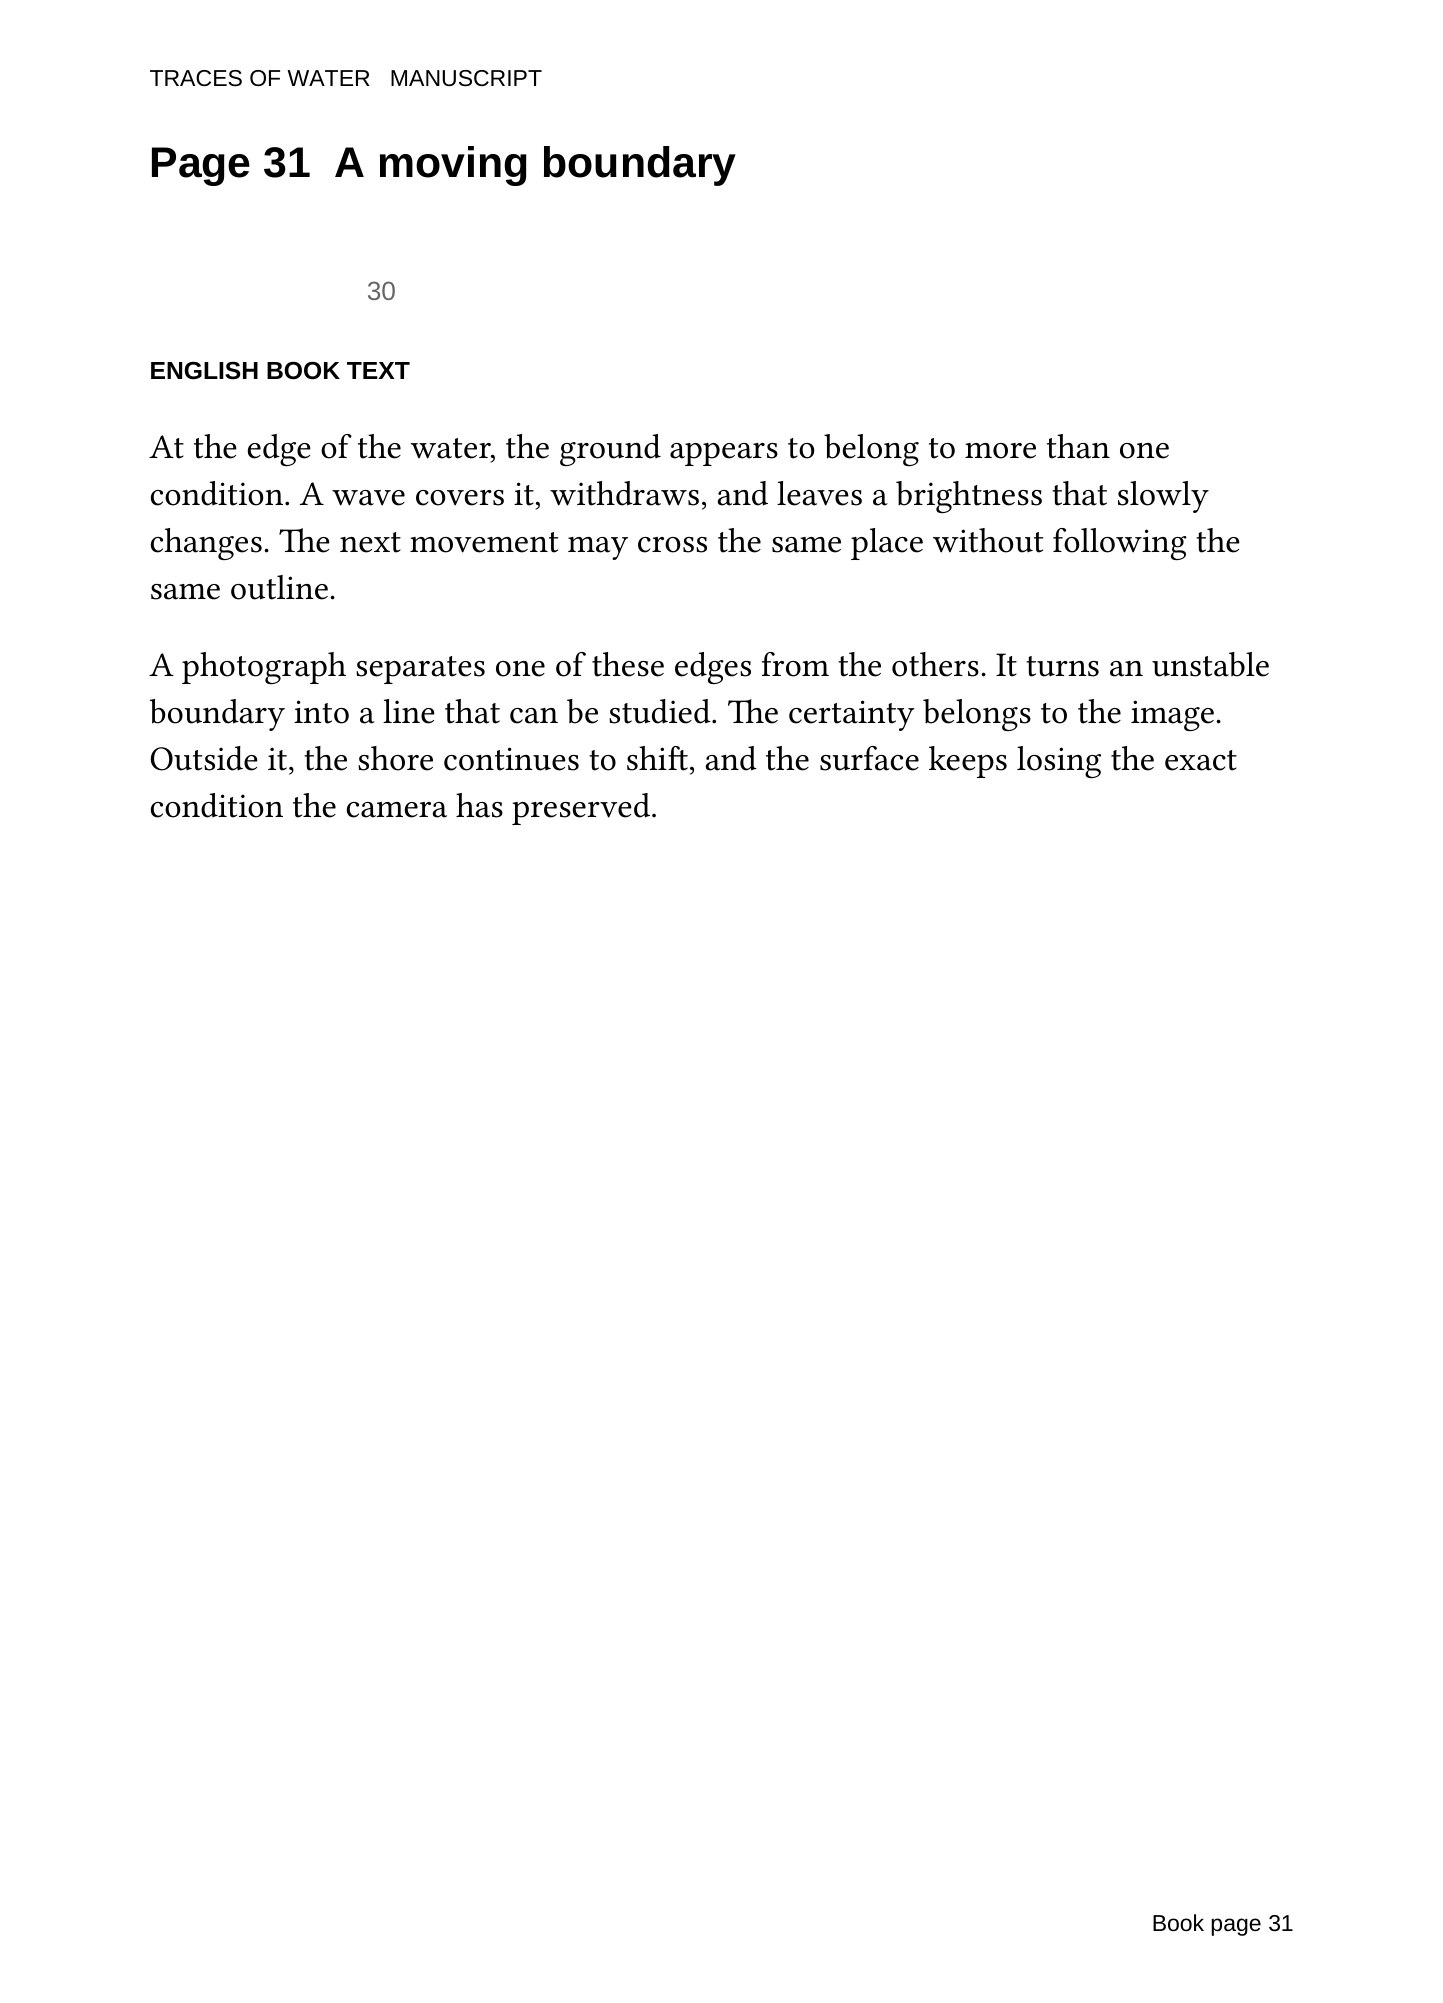 TRACES OF WATER MANUSCRIPT
Page 31 A moving boundary
30
ENGLISH BOOK TEXT
At the edge of the water, the ground appears to belong to more than one
condition. A wave covers it, withdraws, and leaves a brightness that slowly
changes. The next movement may cross the same place without following the
same outline.
A photograph separates one of these edges from the others. It turns an unstable
boundary into a line that can be studied. The certainty belongs to the image.
Outside it, the shore continues to shift, and the surface keeps losing the exact
condition the camera has preserved.
Book page 31